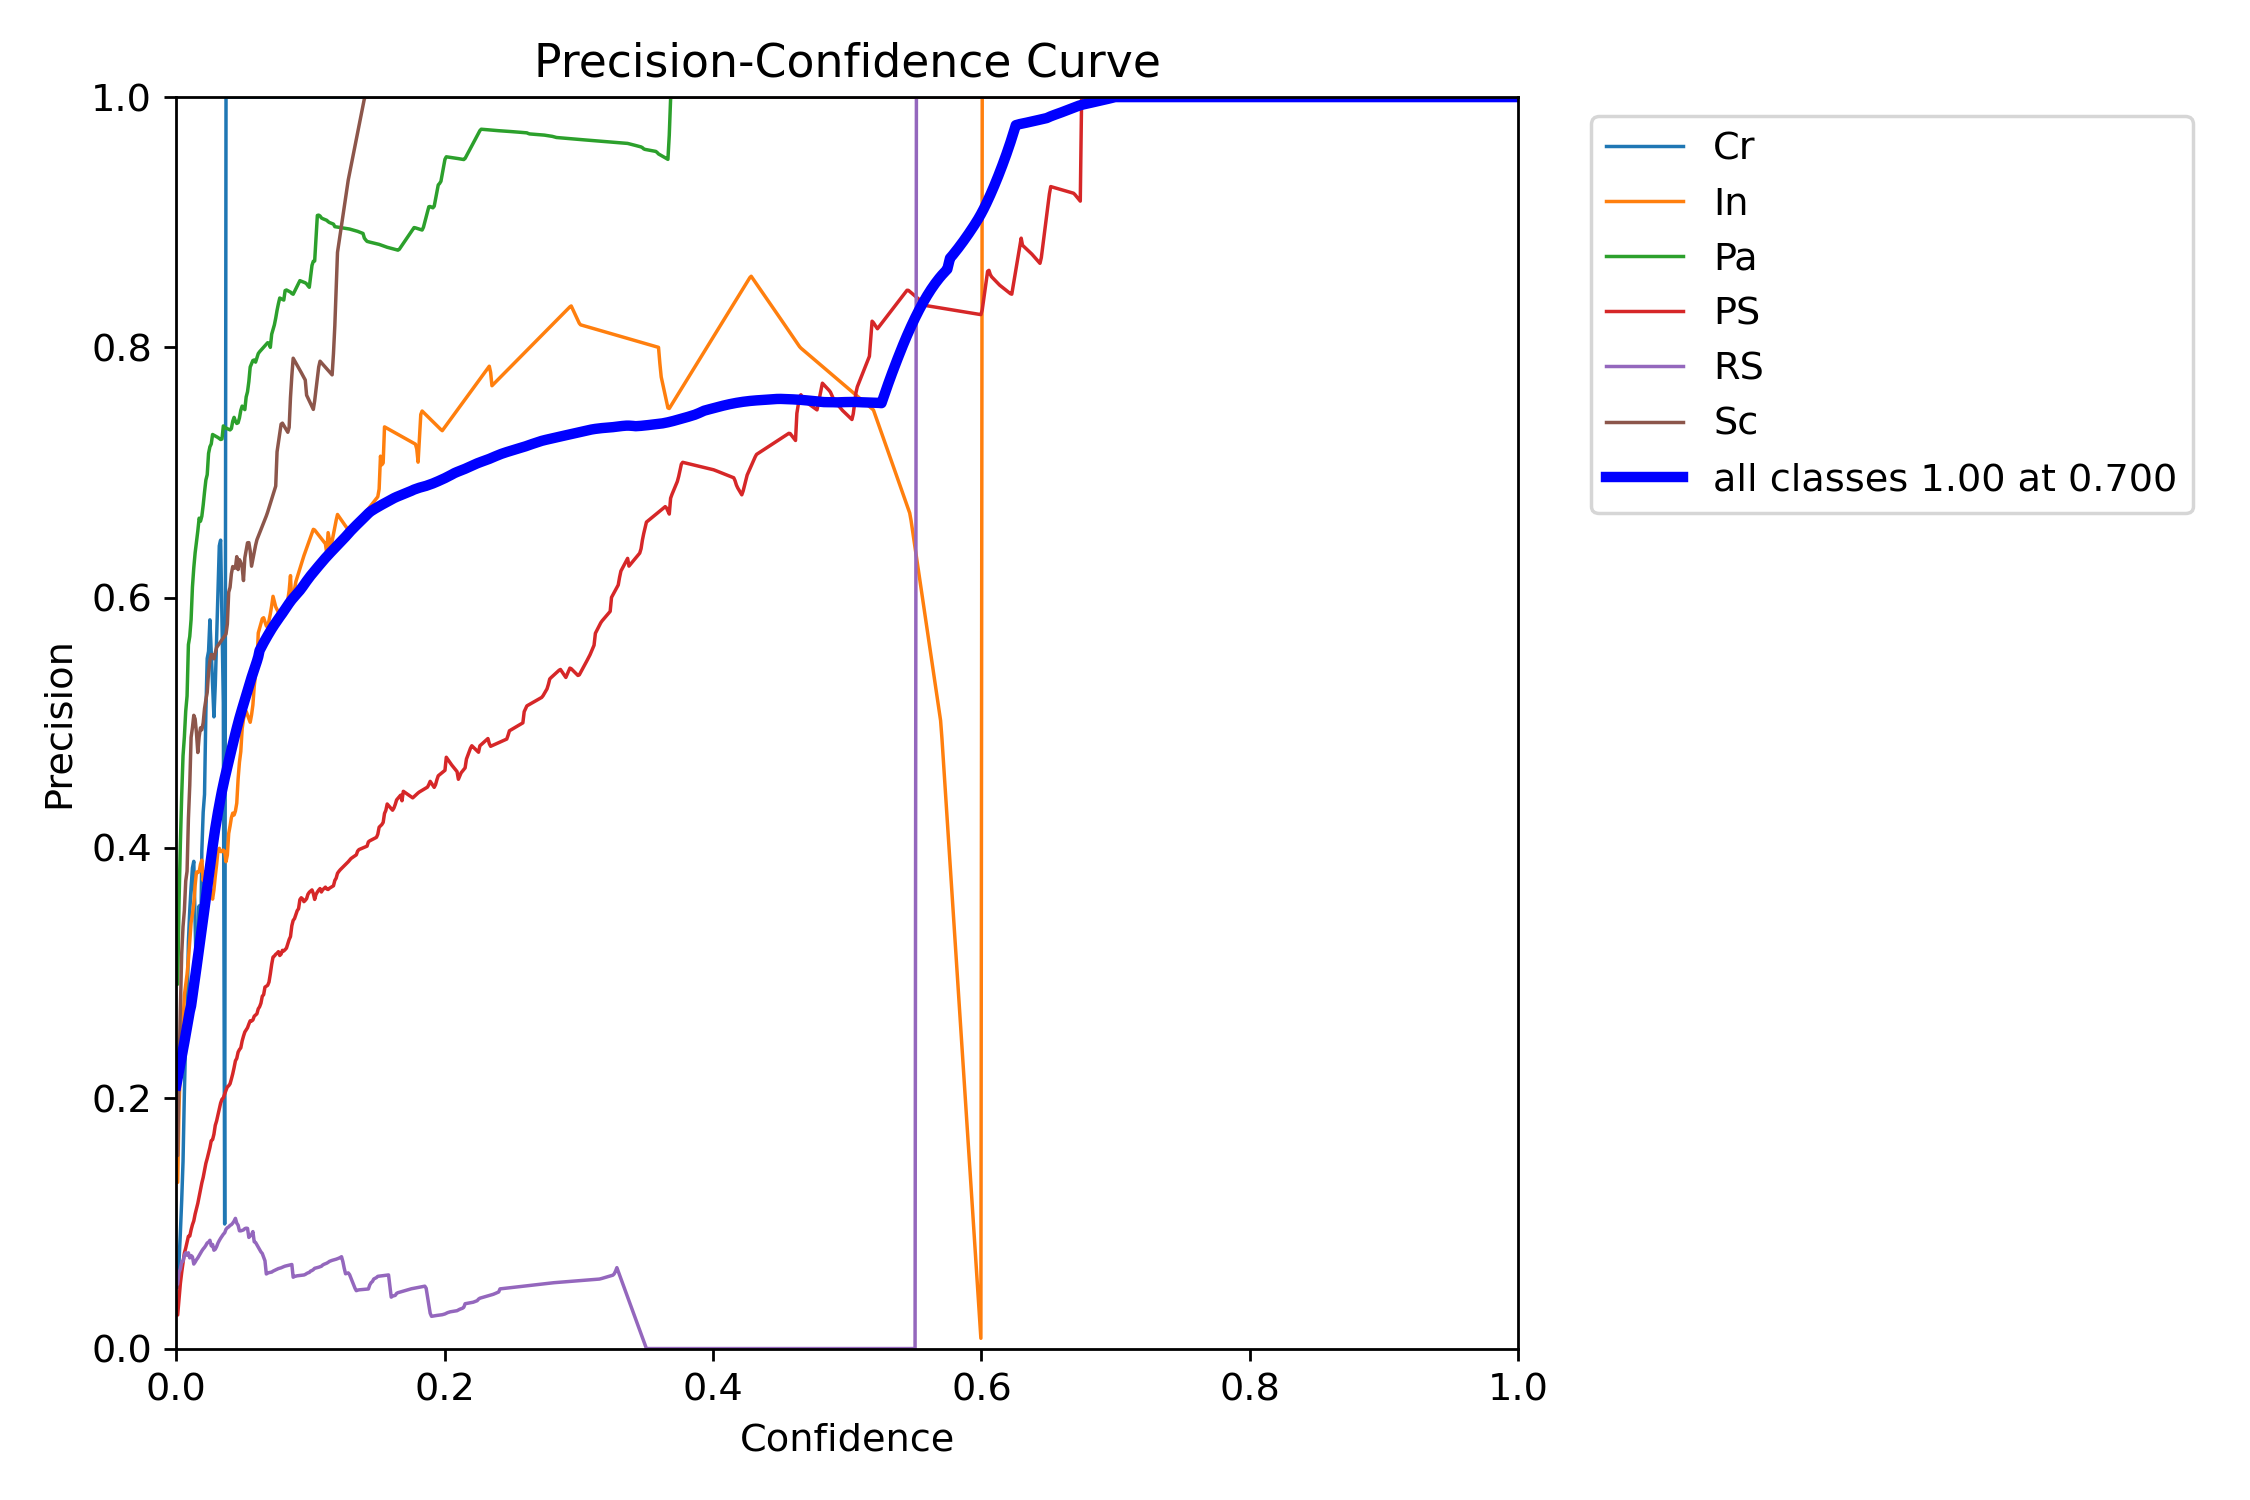 Precision-Confidence Curve
1.0
0.8
0.6
0.4
0.2
0.0
Precision
0.0 0.2 0.4 0.6 0.8 1.0
Confidence
Cr
In
Pa
PS
RS
Sc
all classes 1.00 at 0.700